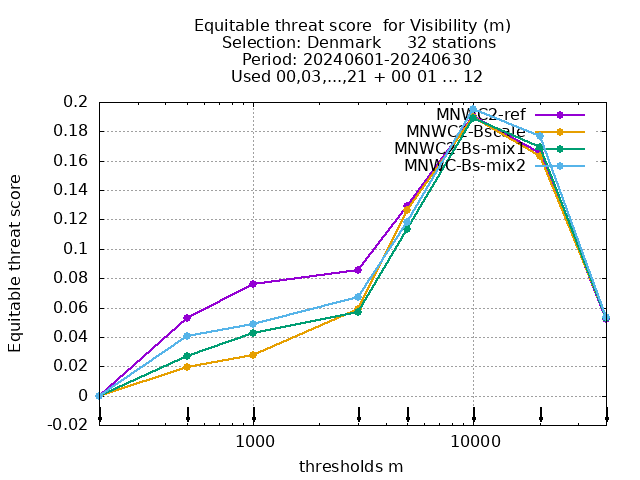 Equitable threat score  for Visibility (m)
Selection: Denmark     32 stations
Period: 20240601-20240630
Used 00,03,...,21 + 00 01 ... 12
MNWC2-ref
MNWC2-Bscale
MNWC2-Bs-mix1
MNWC-Bs-mix2
0.2
0.18
0.16
0.14
0.12
0.1
0.08
0.06
0.04
0.02
0
-0.02
Equitable threat score
1000
10000
thresholds m